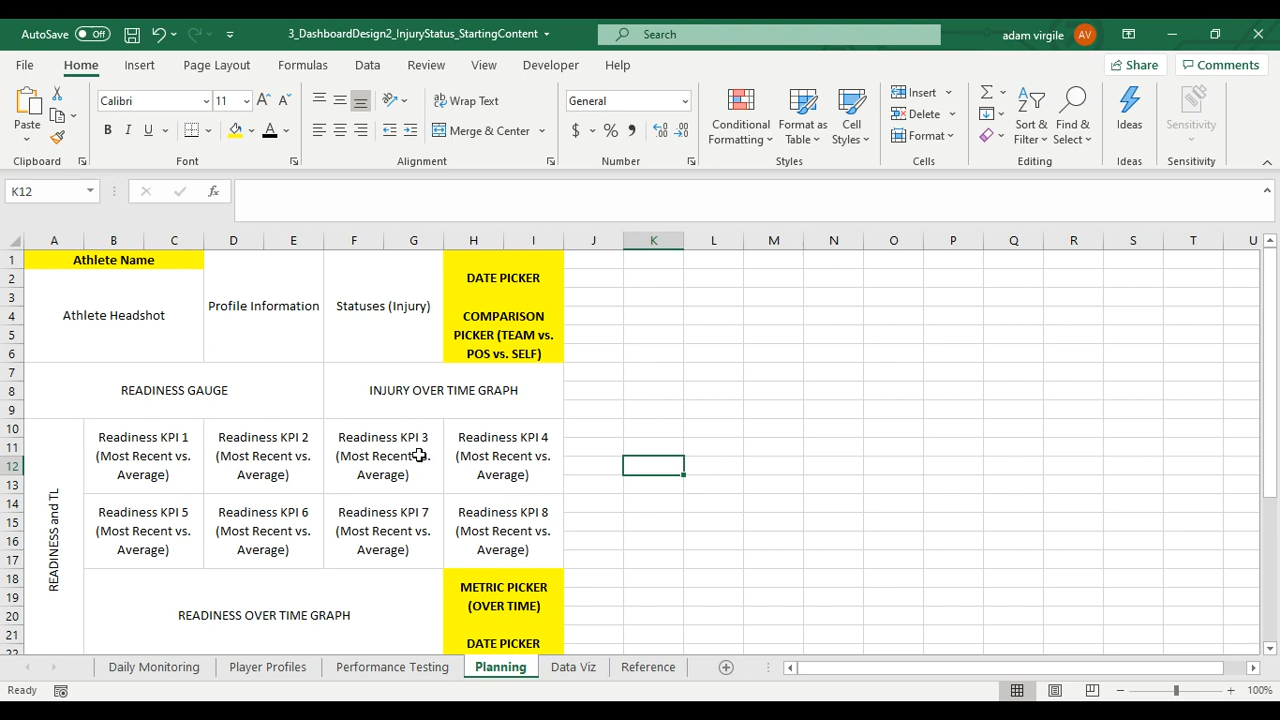 AutoSave Off 3_DashboardDesign2_InjuryStatus_StartingContent Search adam virgile AV
File Home Insert Page Layout Formulas Data Review View Developer Help Share Comments
Calibri 11 A A Wrap Text General Insert Σ
Paste B I U A Merge & Center $ % Conditional Formatting Format as Table Cell Styles Delete Format Sort & Filter Find & Select Ideas Sensitivity
Clipboard Font Alignment Number Styles Cells Editing Ideas Sensitivity
K12 fx
A B C D E F G H I J K L M N O P Q R S T U
1 Athlete Name
2 DATE PICKER
3 Profile Information Statuses (Injury)
4 Athlete Headshot COMPARISON
5 PICKER (TEAM vs.
6 POS vs. SELF)
7
8 READINESS GAUGE INJURY OVER TIME GRAPH
9
10 Readiness KPI 1 Readiness KPI 2 Readiness KPI 3 Readiness KPI 4
11 (Most Recent vs. (Most Recent vs. (Most Recent vs. (Most Recent vs.
12 Average) Average) Average) Average)
13
14 Readiness KPI 5 Readiness KPI 6 Readiness KPI 7 Readiness KPI 8
15 (Most Recent vs. (Most Recent vs. (Most Recent vs. (Most Recent vs.
16 Average) Average) Average) Average)
17
READINESS and TL
18 METRIC PICKER
19 (OVER TIME)
20 READINESS OVER TIME GRAPH
21 DATE PICKER
22
Daily Monitoring Player Profiles Performance Testing Planning Data Viz Reference
Ready 100%